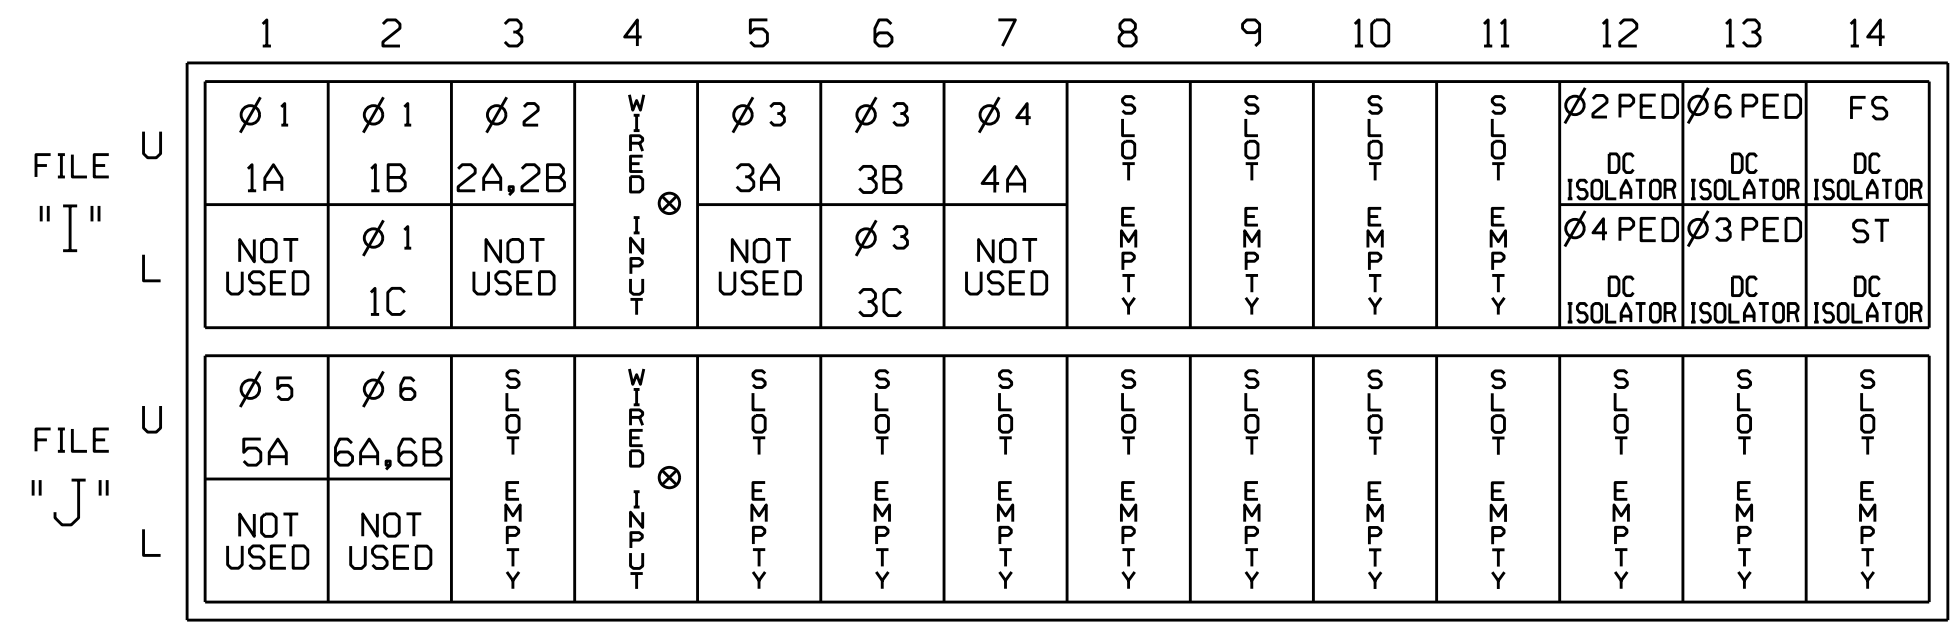 1 2 3 4 5 6 7 8 9 10 11 12 13 14
FILE "I"
U
L
Ø 1
1A
Ø 1
1B
Ø 2
2A,2B
WIRED INPUT
Ø 3
3A
Ø 3
3B
Ø 4
4A
SLOT EMPTY
SLOT EMPTY
SLOT EMPTY
SLOT EMPTY
Ø2 PED
DC
ISOLATOR
Ø6 PED
DC
ISOLATOR
FS
DC
ISOLATOR
NOT
USED
Ø 1
1C
NOT
USED
NOT
USED
Ø 3
3C
NOT
USED
Ø4 PED
DC
ISOLATOR
Ø3 PED
DC
ISOLATOR
ST
DC
ISOLATOR
FILE "J"
U
L
Ø 5
5A
Ø 6
6A,6B
SLOT EMPTY
WIRED INPUT
SLOT EMPTY
SLOT EMPTY
SLOT EMPTY
SLOT EMPTY
SLOT EMPTY
SLOT EMPTY
SLOT EMPTY
SLOT EMPTY
SLOT EMPTY
SLOT EMPTY
NOT
USED
NOT
USED